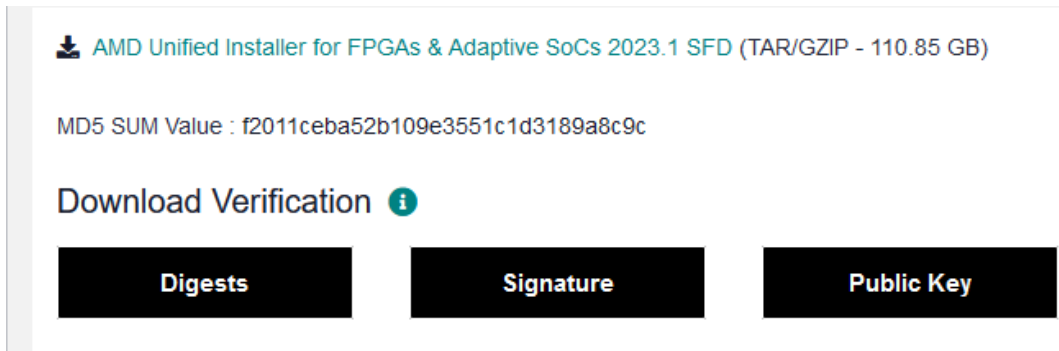 AMD Unified Installer for FPGAs & Adaptive SoCs 2023.1 SFD (TAR/GZIP - 110.85 GB)
MD5 SUM Value : f2011ceba52b109e3551c1d3189a8c9c
Download Verification i
Digests
Signature
Public Key